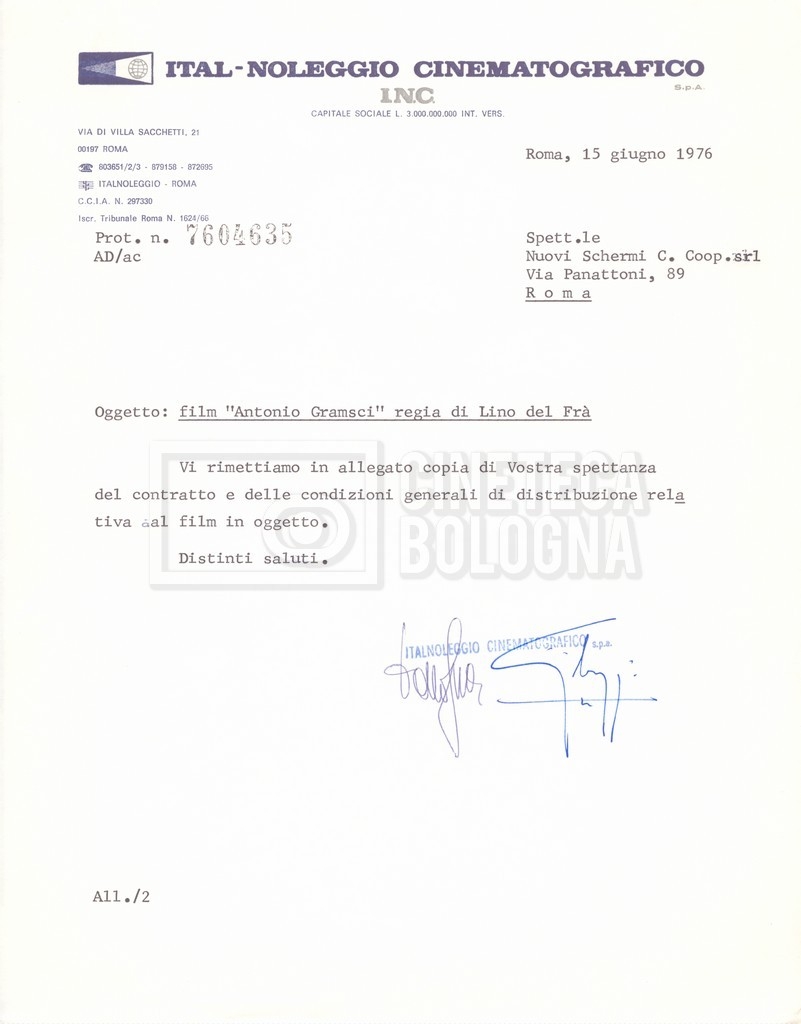 ITAL-NOLEGGIO CINEMATOGRAFICO
S.p.A.
I.N.C.
CAPITALE SOCIALE L. 3.000.000.000 INT. VERS.
VIA DI VILLA SACCHETTI, 21
00197 ROMA
803651/2/3 - 879158 - 872695
ITALNOLEGGIO - ROMA
C.C.I.A. N. 297330
Iscr. Tribunale Roma N. 1624/66
Roma, 15 giugno 1976
Prot. n. 7604635
AD/ac
Spett.le
Nuovi Schermi C. Coop.srl
Via Panattoni, 89
R o m a
Oggetto: film "Antonio Gramsci" regia di Lino del Frà
Vi rimettiamo in allegato copia di Vostra spettanza
del contratto e delle condizioni generali di distribuzione rela
tiva al film in oggetto.
Distinti saluti.
CINETECA
BOLOGNA
ITALNOLEGGIO CINEMATOGRAFICO s.p.a.
All./2